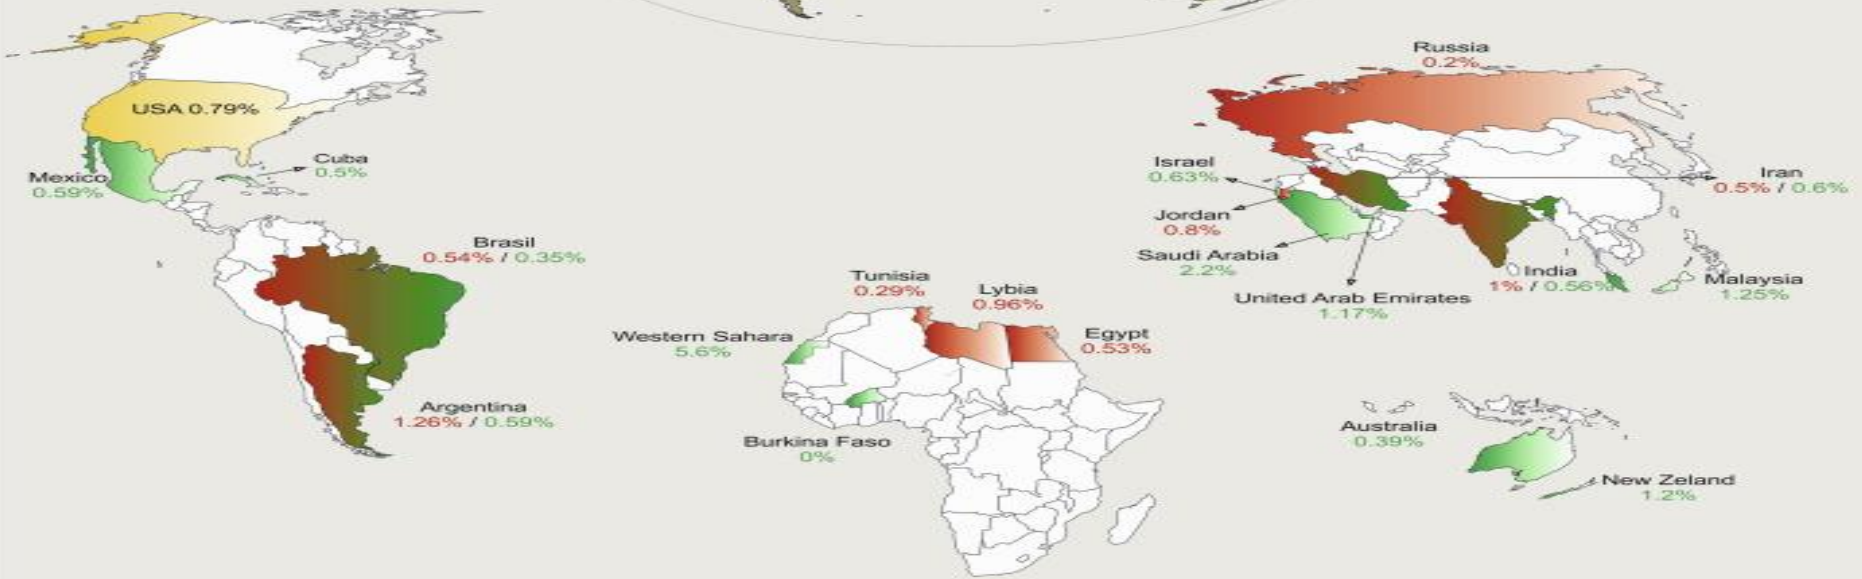 USA 0.79%
Mexico
0.59%
Cuba
0.5%
Brasil
0.54% / 0.35%
Argentina
1.26% / 0.59%
Western Sahara
5.6%
Burkina Faso
0%
Tunisia
0.29%
Lybia
0.96%
Egypt
0.53%
Russia
0.2%
Israel
0.63%
Jordan
0.8%
Saudi Arabia
2.2%
United Arab Emirates
1.17%
Iran
0.5% / 0.6%
India
1% / 0.56%
Malaysia
1.25%
Australia
0.39%
New Zeland
1.2%